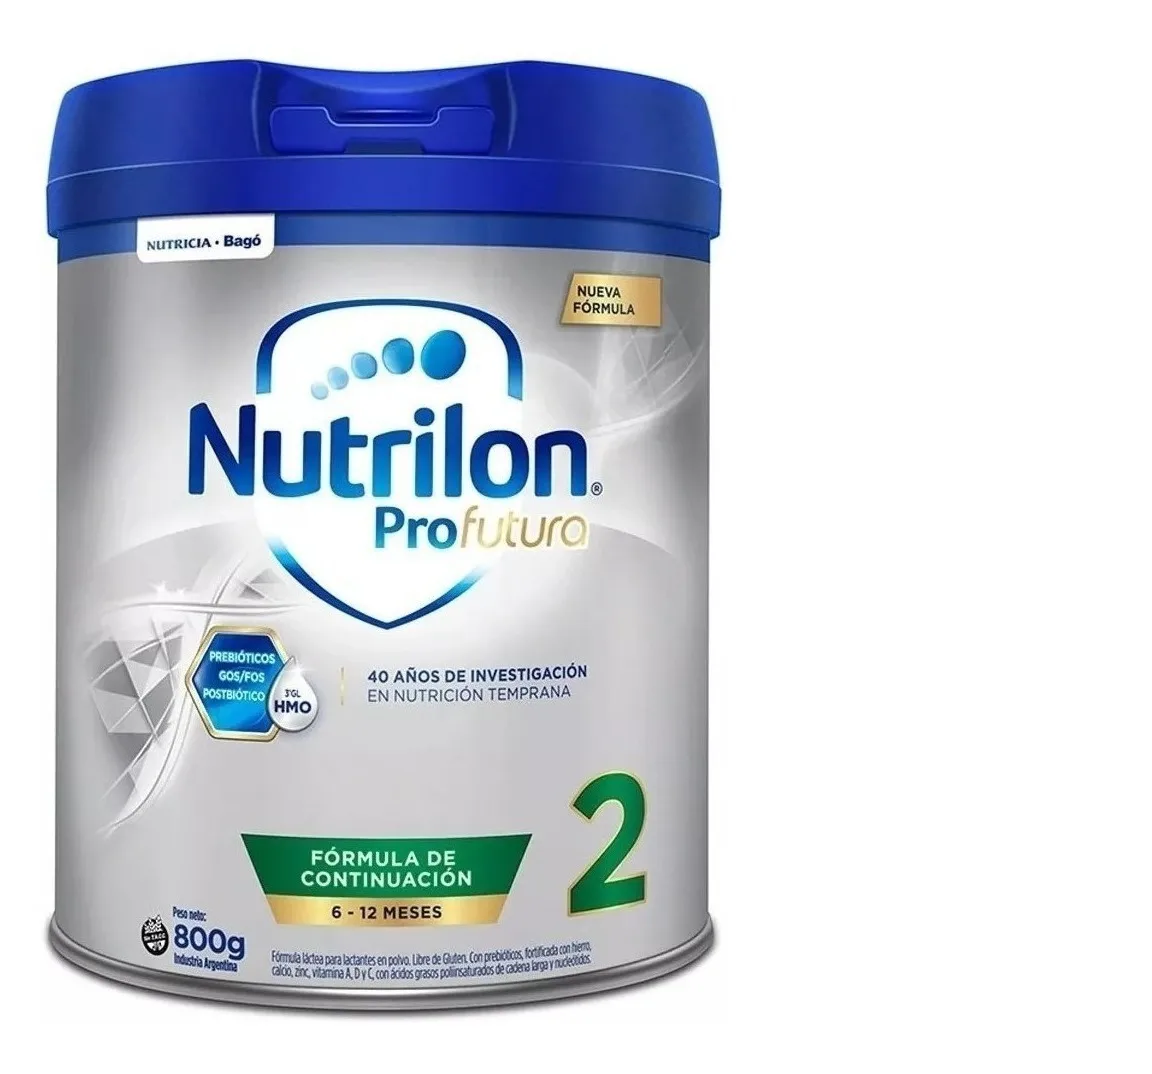 NUTRICIA • Bagó
NUEVA
FÓRMULA
Nutrilon®
Profutura
PREBIÓTICOS
GOS/FOS
POSTBIÓTICO
3'GL
HMO
40 AÑOS DE INVESTIGACIÓN
EN NUTRICIÓN TEMPRANA
2
FÓRMULA DE
CONTINUACIÓN
6 - 12 MESES
Sin T.A.C.C.
Peso neto:
800g
Industria Argentina
Fórmula láctea para lactantes en polvo. Libre de Gluten. Con prebióticos, fortificada con hierro,
calcio, zinc, vitamina A, D y C, con ácidos grasos poliinsaturados de cadena larga y nucleótidos.